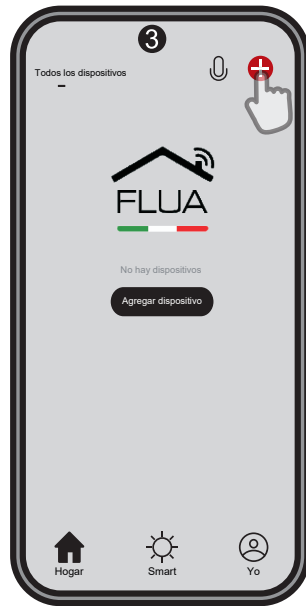 3
Todos los dispositivos
FLUA
No hay dispositivos
Agregar dispositivo
Hogar Smart Yo